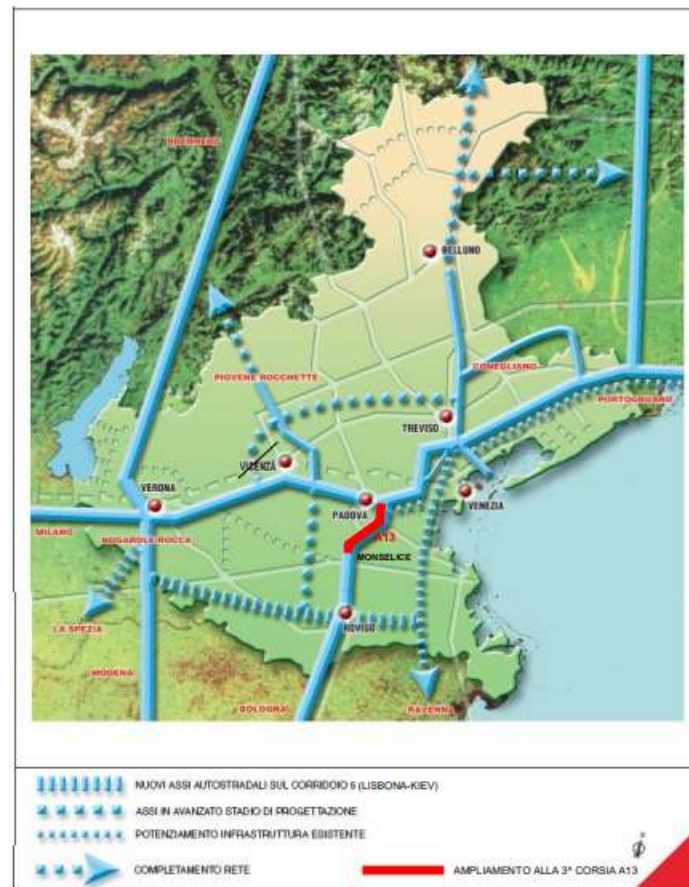 BRENNERO
BELLUNO
PIOVENE ROCCHETTE
CONEGLIANO
PORTOGRUARO
TREVISO
VICENZA
VERONA
PADOVA
VENEZIA
MILANO
NOGAROLA ROCCA
A13
MONSELICE
LA SPEZIA
ROVIGO
MODENA
BOLOGNA
RAVENNA
NUOVI ASSI AUTOSTRADALI SUL CORRIDOIO 5 (LISBONA-KIEV)
ASSI IN AVANZATO STADIO DI PROGETTAZIONE
POTENZIAMENTO INFRASTRUTTURA ESISTENTE
COMPLETAMENTO RETE
AMPLIAMENTO ALLA 3ª CORSIA A13